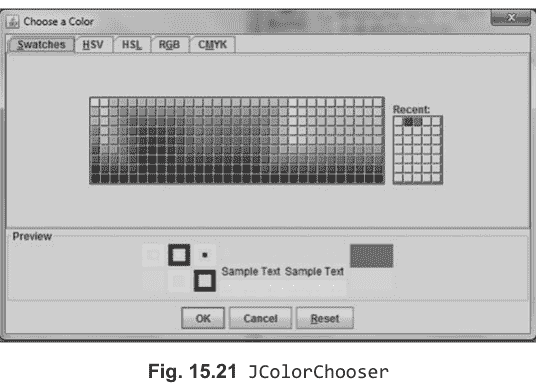 Choose a Color
Swatches HSV HSL RGB CMYK
Recent:
Preview
Sample Text Sample Text
OK Cancel Reset
Fig. 15.21 JColorChooser